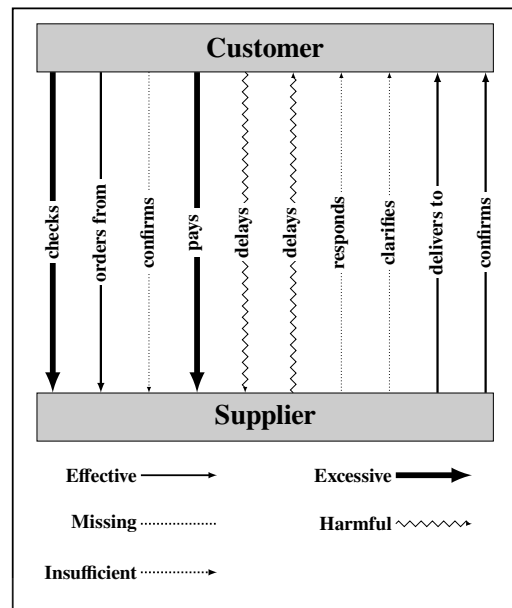 Customer
checks
orders from
confirms
pays
delays
delays
responds
clarifies
delivers to
confirms
Supplier
Effective
Excessive
Missing
Harmful
Insufficient